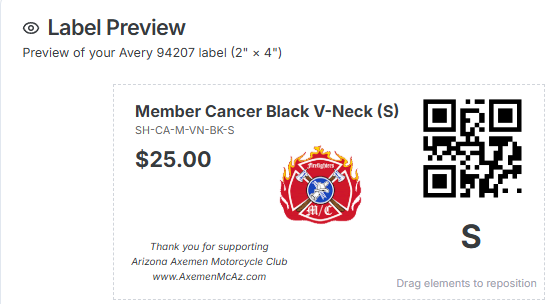 Label Preview
Preview of your Avery 94207 label (2" × 4")
Member Cancer Black V-Neck (S)
SH-CA-M-VN-BK-S
$25.00
Firefighters
M/C
S
Thank you for supporting
Arizona Axemen Motorcycle Club
www.AxemenMcAz.com
Drag elements to reposition